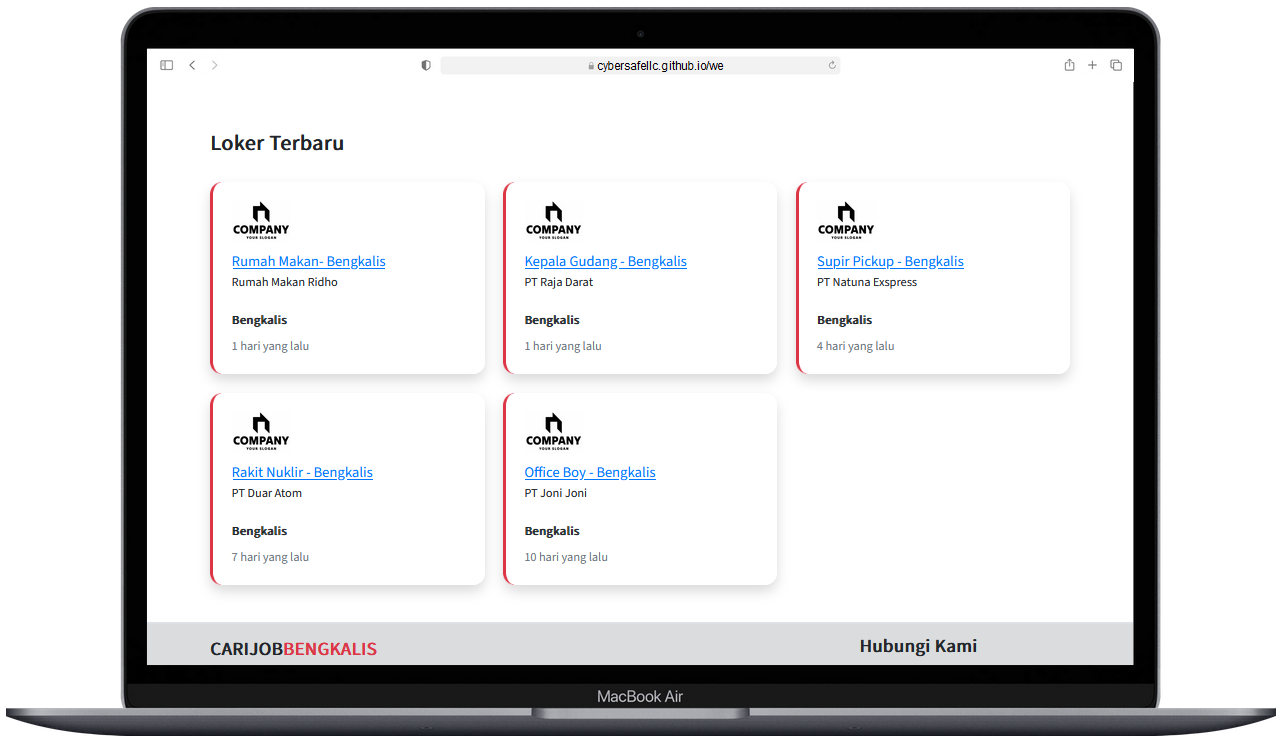 cybersafellc.github.io/we
Loker Terbaru
COMPANY
YOUR SLOGAN
Rumah Makan- Bengkalis
Rumah Makan Ridho
Bengkalis
1 hari yang lalu
COMPANY
YOUR SLOGAN
Kepala Gudang - Bengkalis
PT Raja Darat
Bengkalis
1 hari yang lalu
COMPANY
YOUR SLOGAN
Supir Pickup - Bengkalis
PT Natuna Exspress
Bengkalis
4 hari yang lalu
COMPANY
YOUR SLOGAN
Rakit Nuklir - Bengkalis
PT Duar Atom
Bengkalis
7 hari yang lalu
COMPANY
YOUR SLOGAN
Office Boy - Bengkalis
PT Joni Joni
Bengkalis
10 hari yang lalu
CARIJOBBENGKALIS
Hubungi Kami
MacBook Air